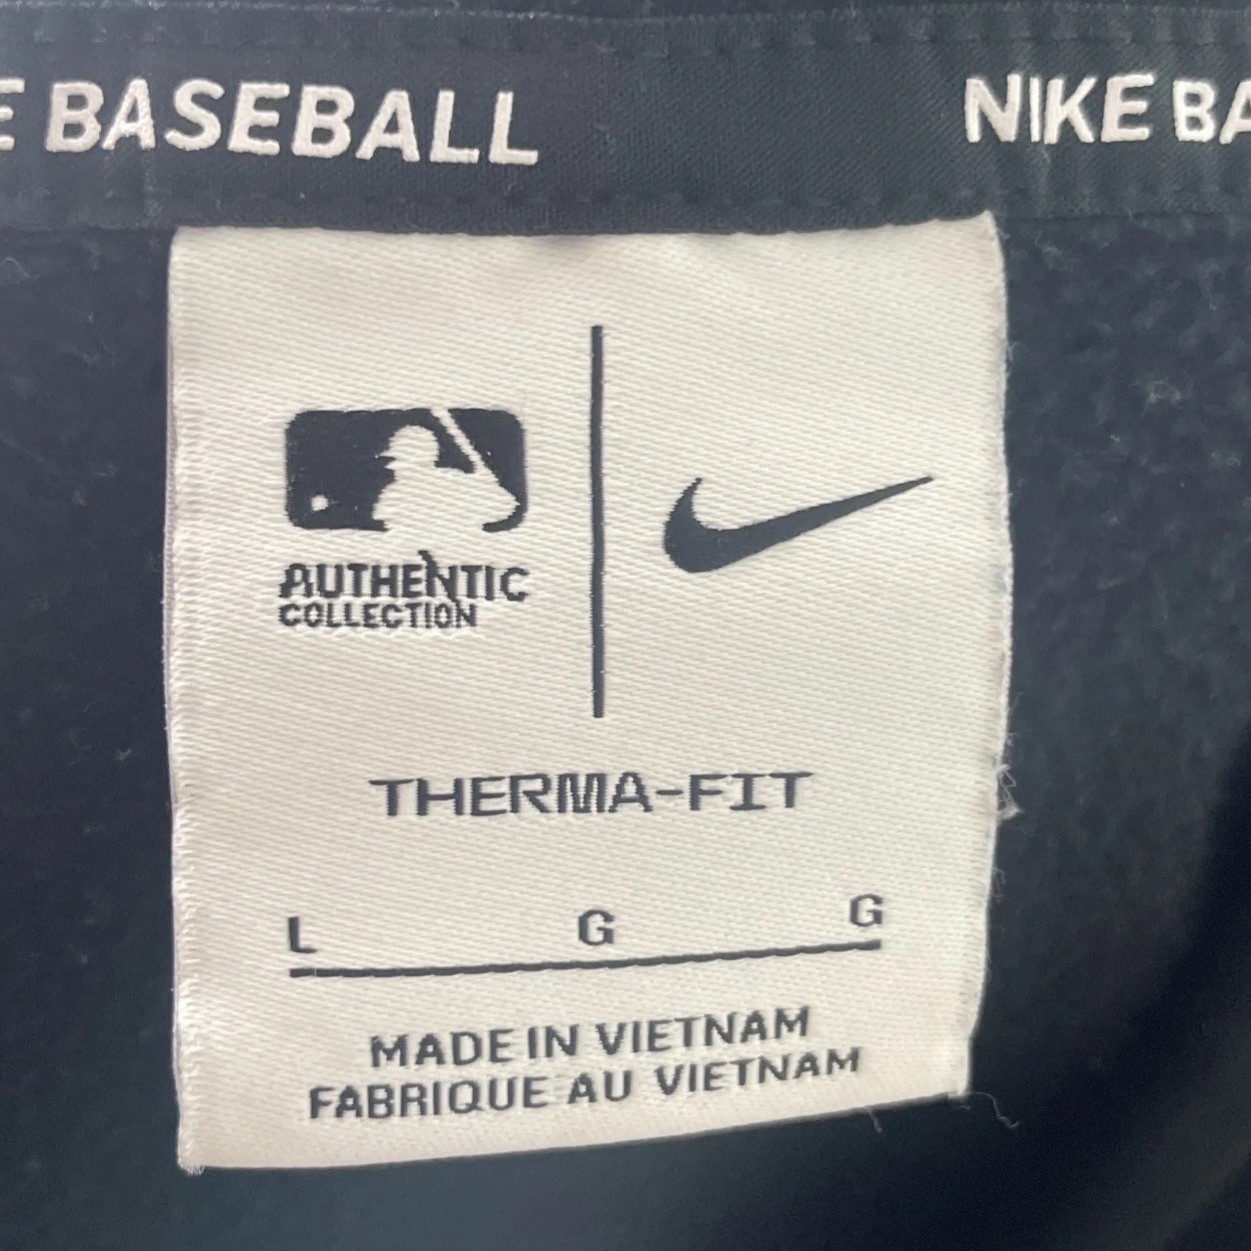 E BASEBALL NIKE BA
AUTHENTIC
COLLECTION
THERMA-FIT
L G G
MADE IN VIETNAM
FABRIQUE AU VIETNAM